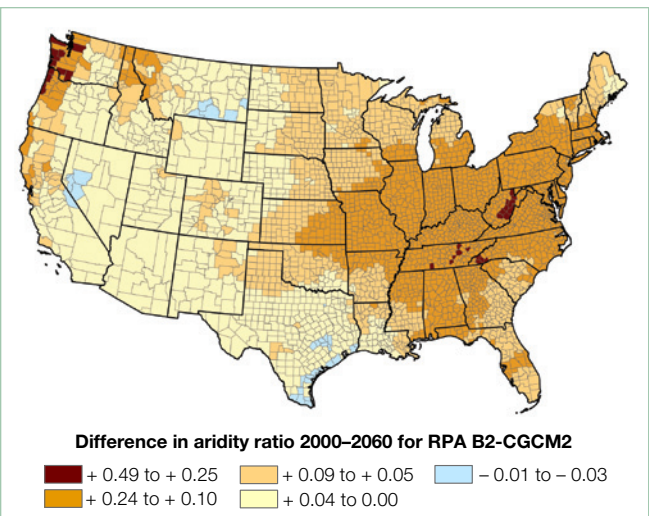 Difference in aridity ratio 2000–2060 for RPA B2-CGCM2
+ 0.49 to + 0.25
+ 0.09 to + 0.05
– 0.01 to – 0.03
+ 0.24 to + 0.10
+ 0.04 to 0.00